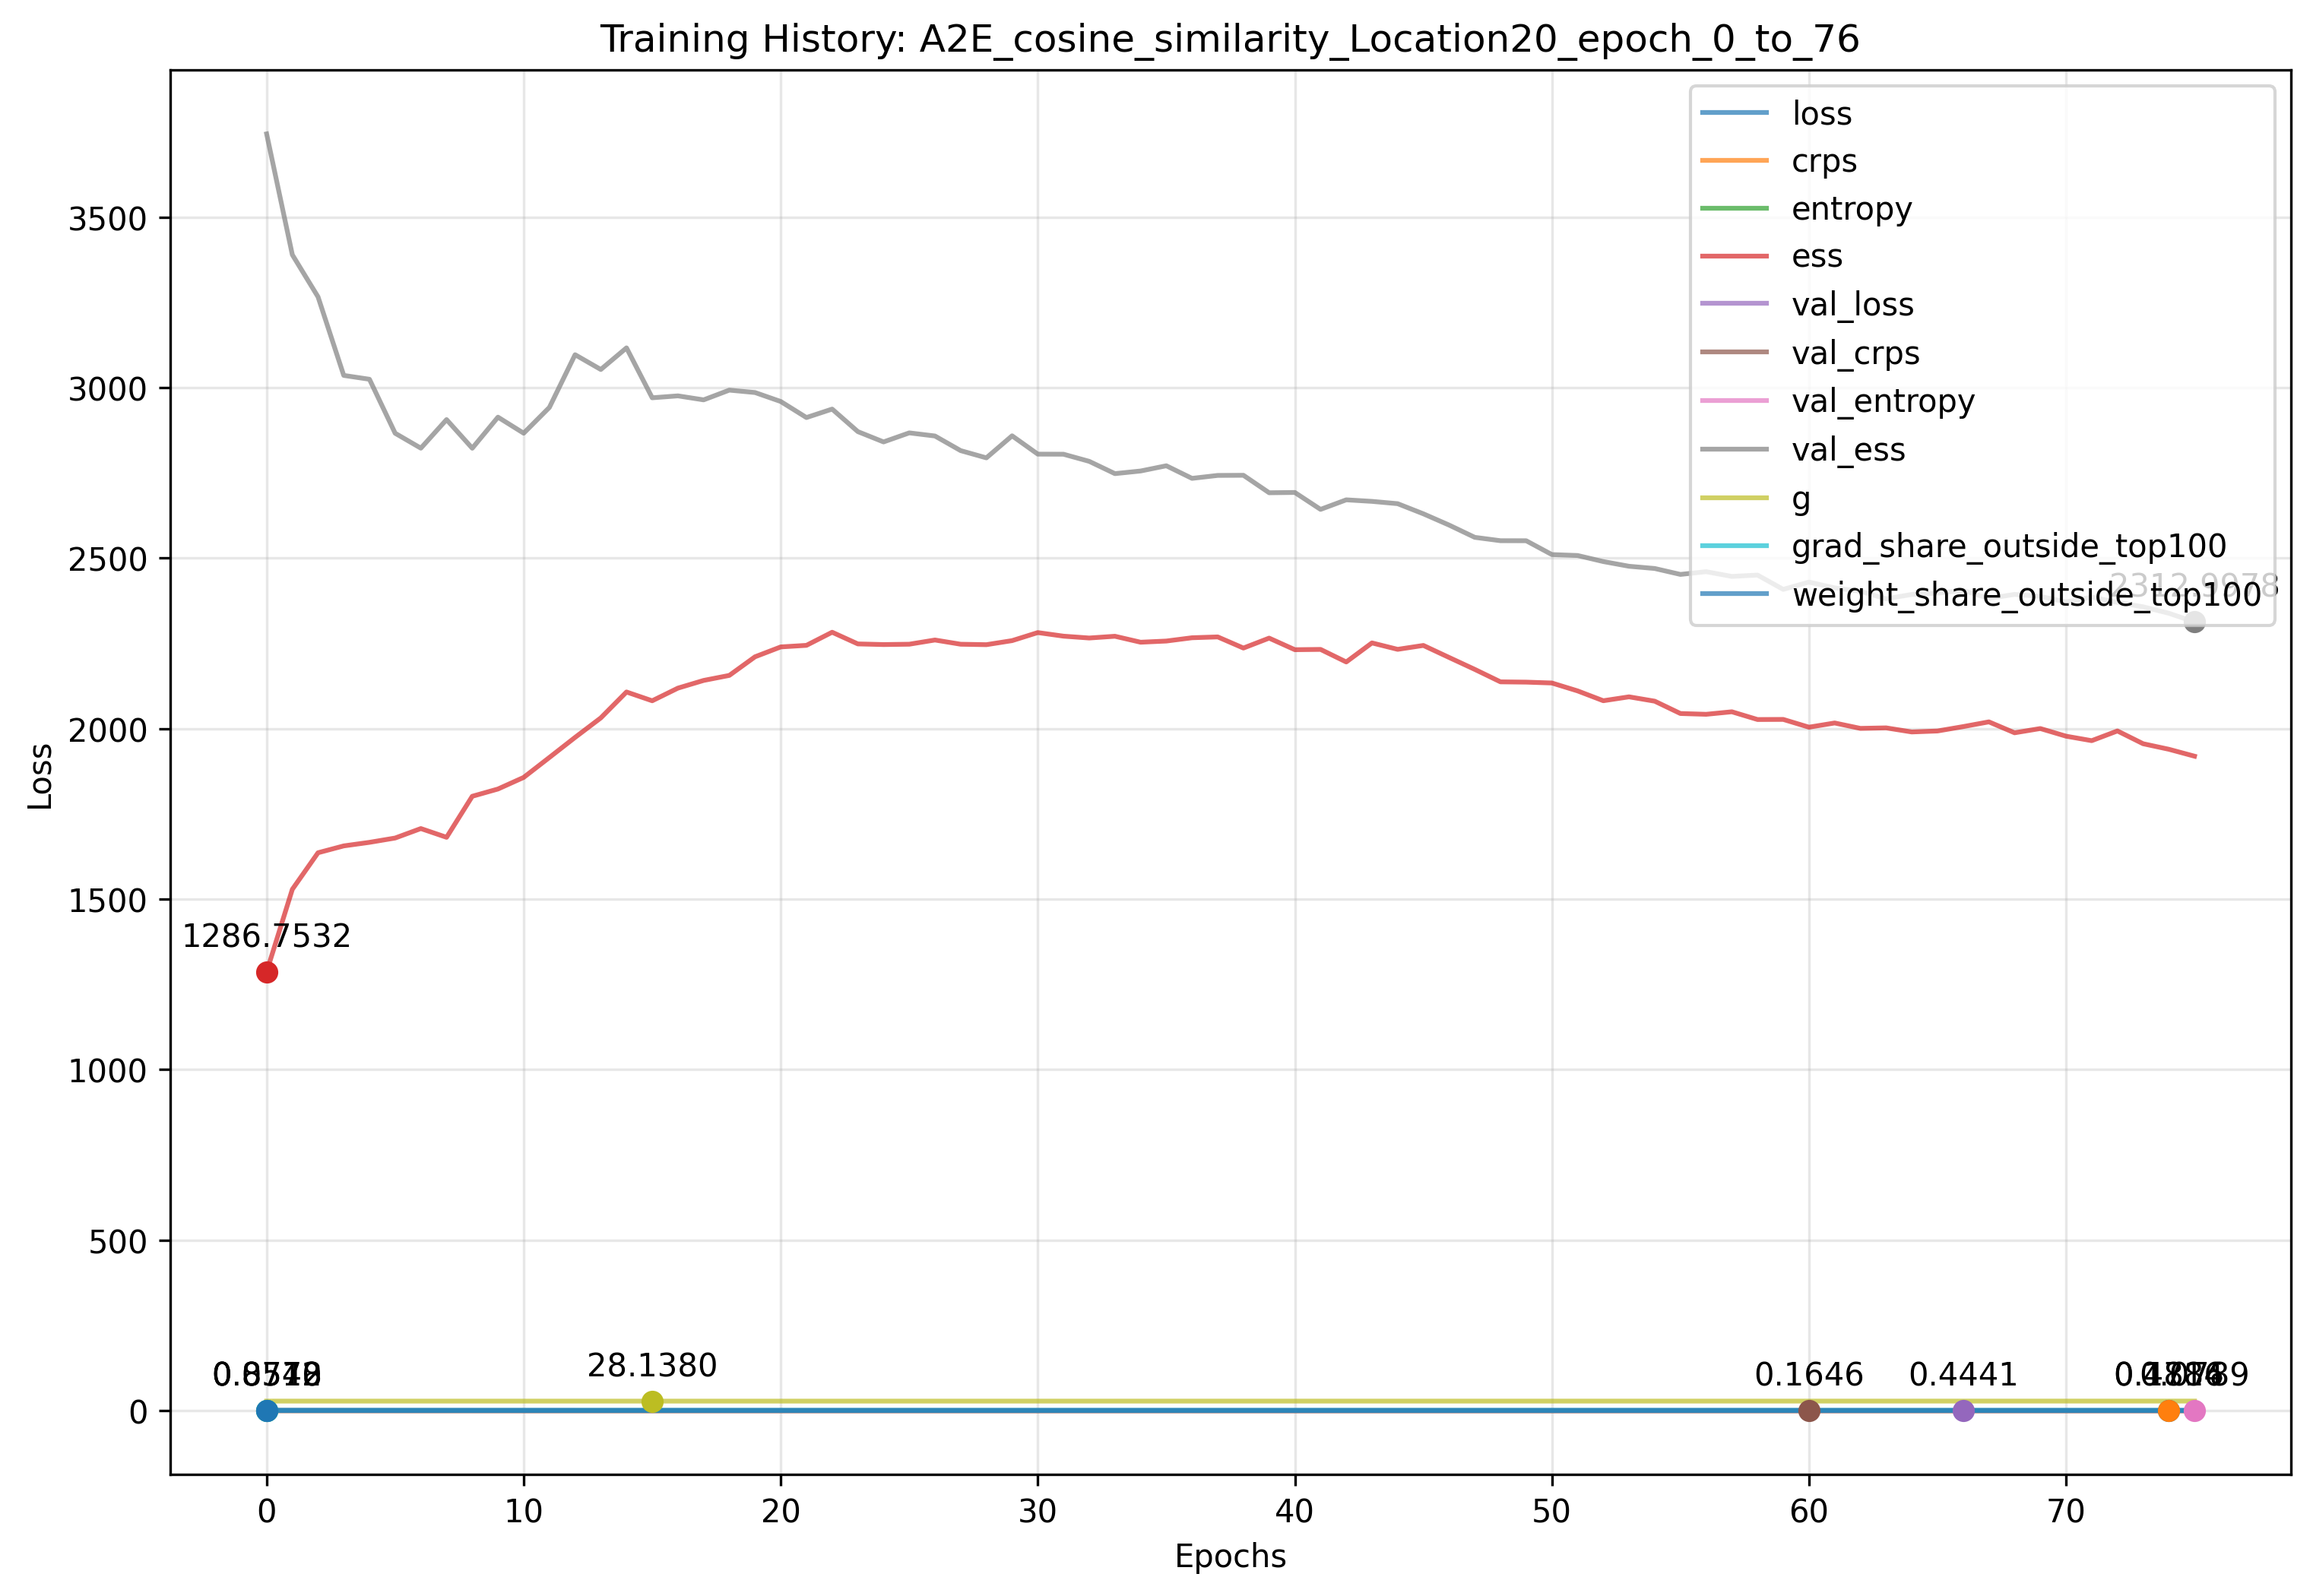 Training History: A2E_cosine_similarity_Location20_epoch_0_to_76
loss
crps
entropy
ess
val_loss
val_crps
val_entropy
val_ess
g
grad_share_outside_top100
weight_share_outside_top100
2312.9978
3500
3000
2500
2000
1500
1000
500
0
Loss
1286.7532
28.1380
0.1646
0.4441
0
10
20
30
40
50
60
70
Epochs